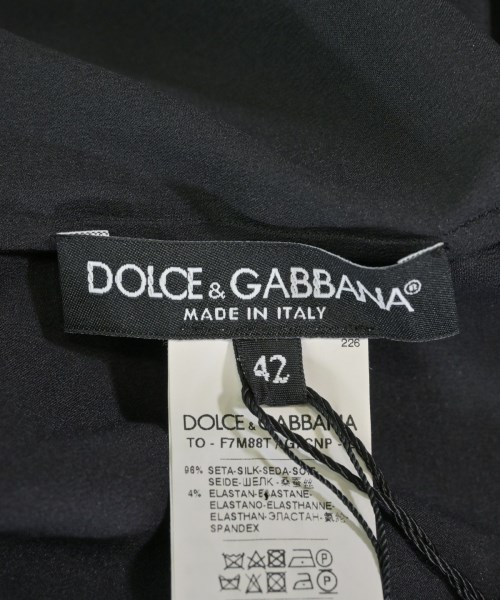 DOLCE & GABBANA®
MADE IN ITALY
42
226
DOLCE & GABBANA
TO - F7M88T
96% SETA-SILK-SEDA-SOIE
SEIDE-ШЕЛК-
4% ELASTAN-ELASTANE-
ELASTANO-ELASTHANNE-
ELASTHAN-ЭЛАСТАН-
SPANDEX